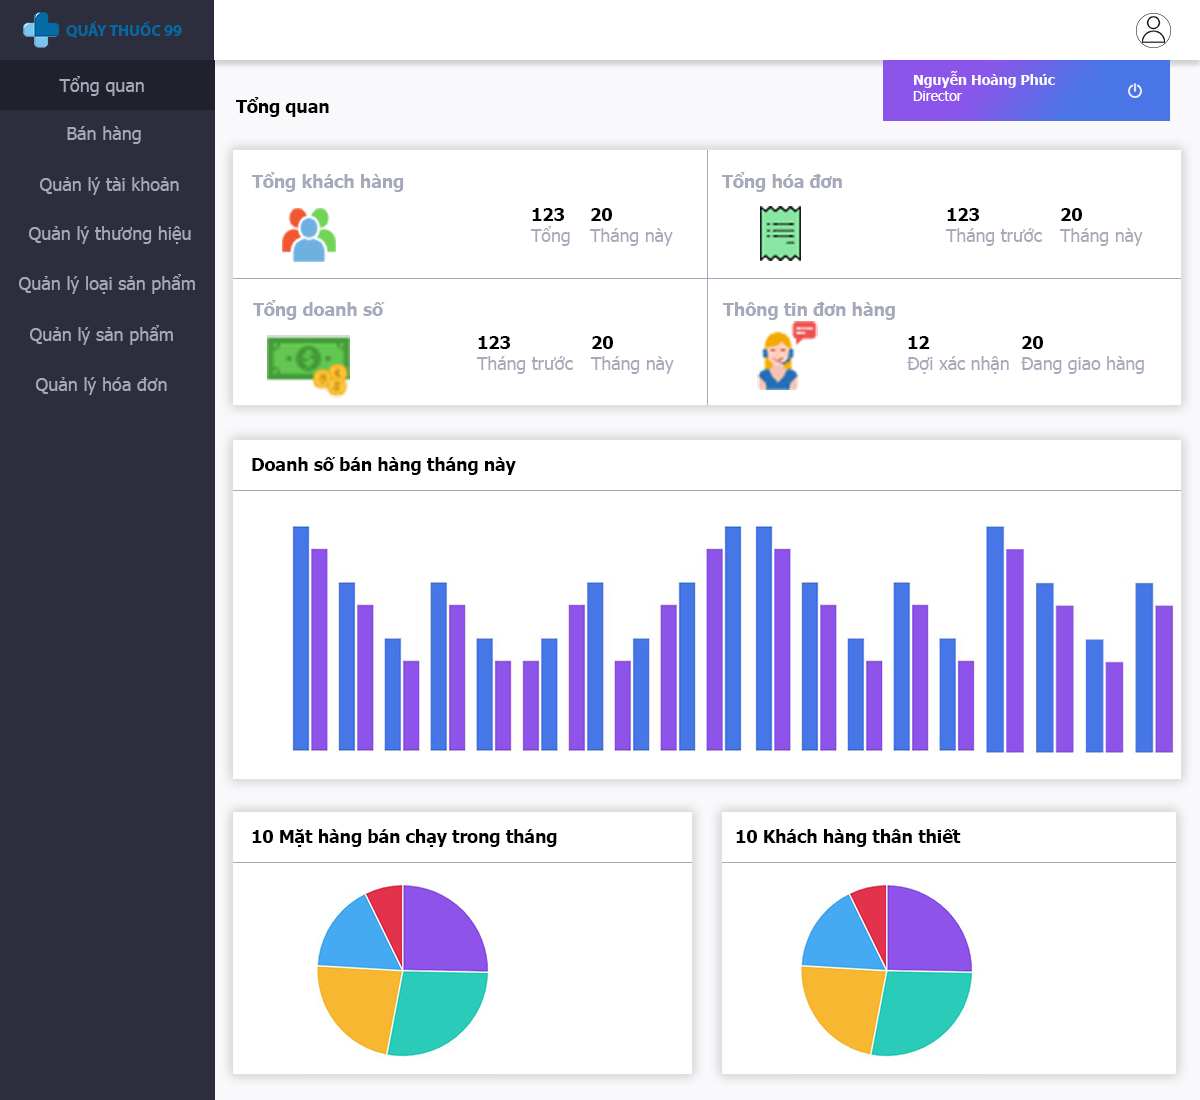 QUẦY THUỐC 99
Tổng quan
Bán hàng
Quản lý tài khoản
Quản lý thương hiệu
Quản lý loại sản phẩm
Quản lý sản phẩm
Quản lý hóa đơn
Nguyễn Hoàng Phúc
Director
Tổng quan
Tổng khách hàng
123 20
Tổng Tháng này
Tổng hóa đơn
123 20
Tháng trước Tháng này
Tổng doanh số
123 20
Tháng trước Tháng này
Thông tin đơn hàng
12 20
Đợi xác nhận Đang giao hàng
Doanh số bán hàng tháng này
10 Mặt hàng bán chạy trong tháng
10 Khách hàng thân thiết